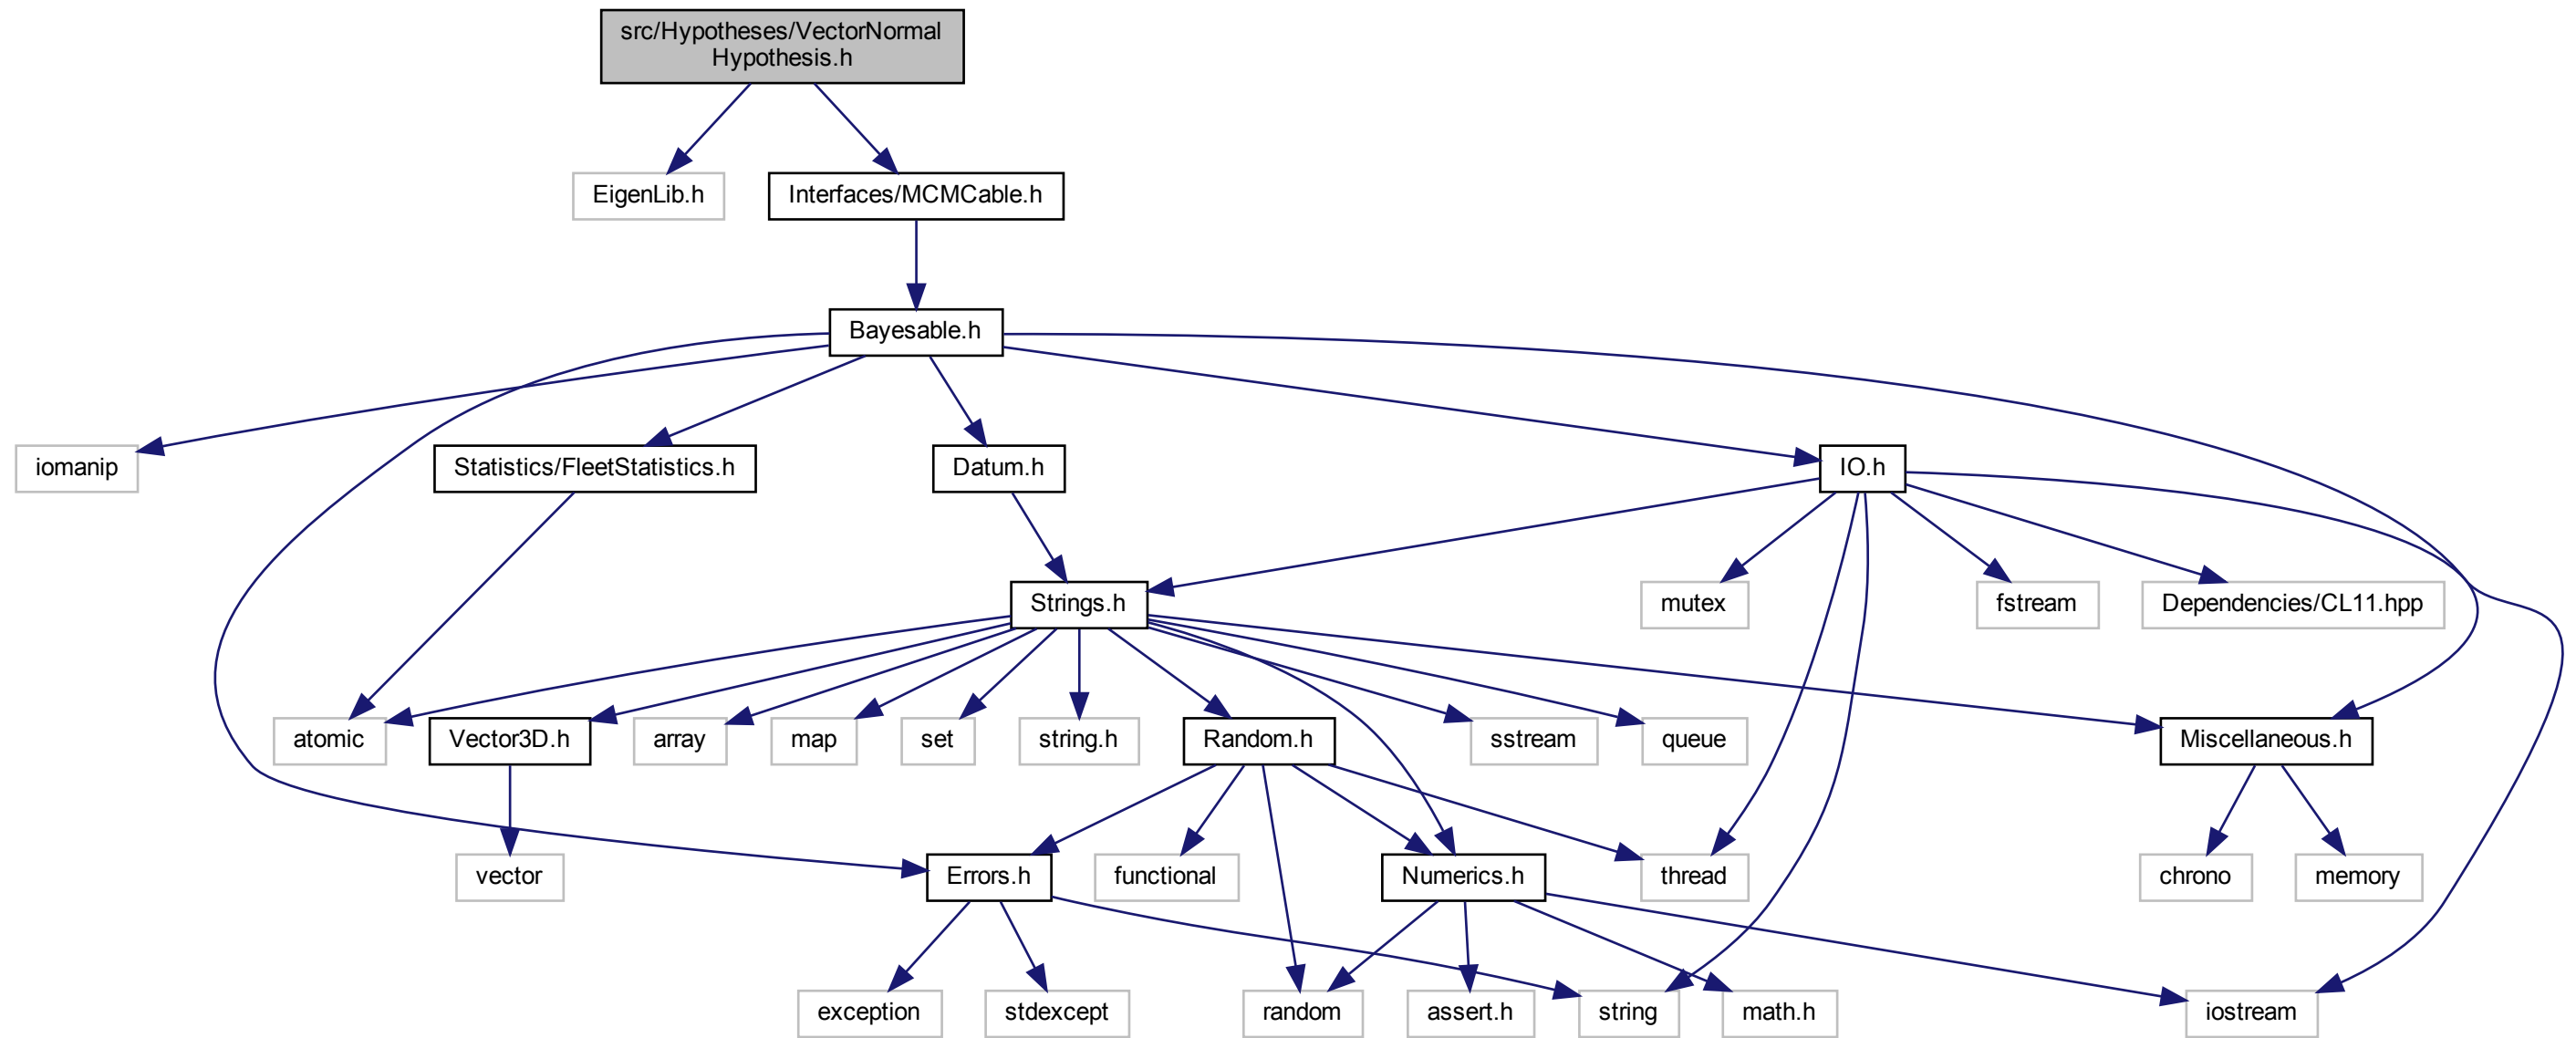 src/Hypotheses/VectorNormal
Hypothesis.h
EigenLib.h
Interfaces/MCMCable.h
Bayesable.h
iomanip
Statistics/FleetStatistics.h
Datum.h
IO.h
Strings.h
mutex
fstream
Dependencies/CL11.hpp
atomic
Vector3D.h
array
map
set
string.h
Random.h
sstream
queue
Miscellaneous.h
vector
Errors.h
functional
Numerics.h
thread
chrono
memory
exception
stdexcept
random
assert.h
string
math.h
iostream